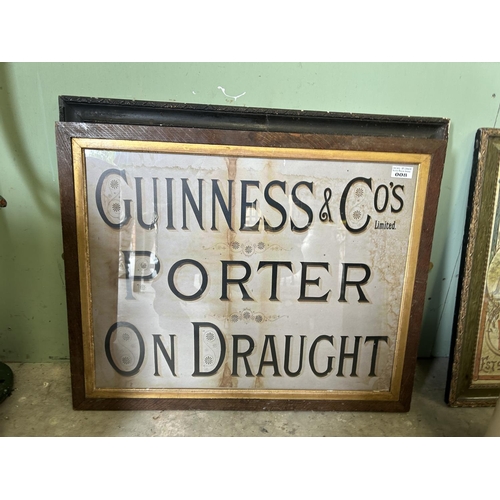 GUINNESS & CO'S
Limited.
PORTER
ON DRAUGHT